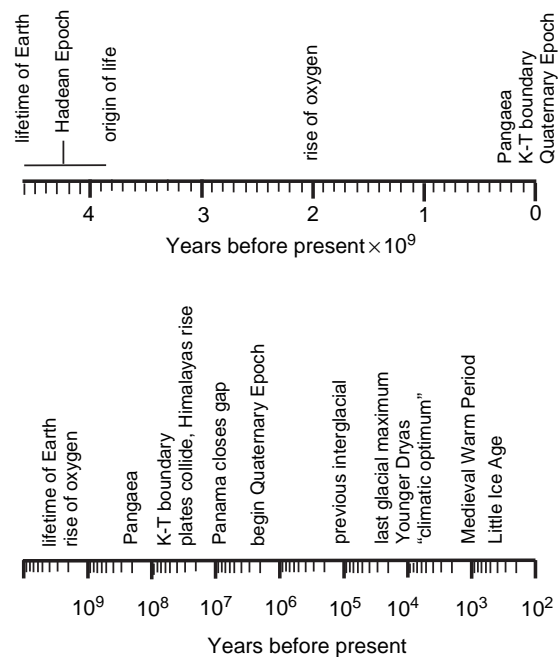 lifetime of Earth
Hadean Epoch
origin of life
rise of oxygen
Pangaea
K-T boundary
Quaternary Epoch
4 3 2 1 0
Years before present × 10⁹
lifetime of Earth
rise of oxygen
Pangaea
K-T boundary
plates collide, Himalayas rise
Panama closes gap
begin Quaternary Epoch
previous interglacial
last glacial maximum
Younger Dryas
“climatic optimum”
Medieval Warm Period
Little Ice Age
10⁹ 10⁸ 10⁷ 10⁶ 10⁵ 10⁴ 10³ 10²
Years before present